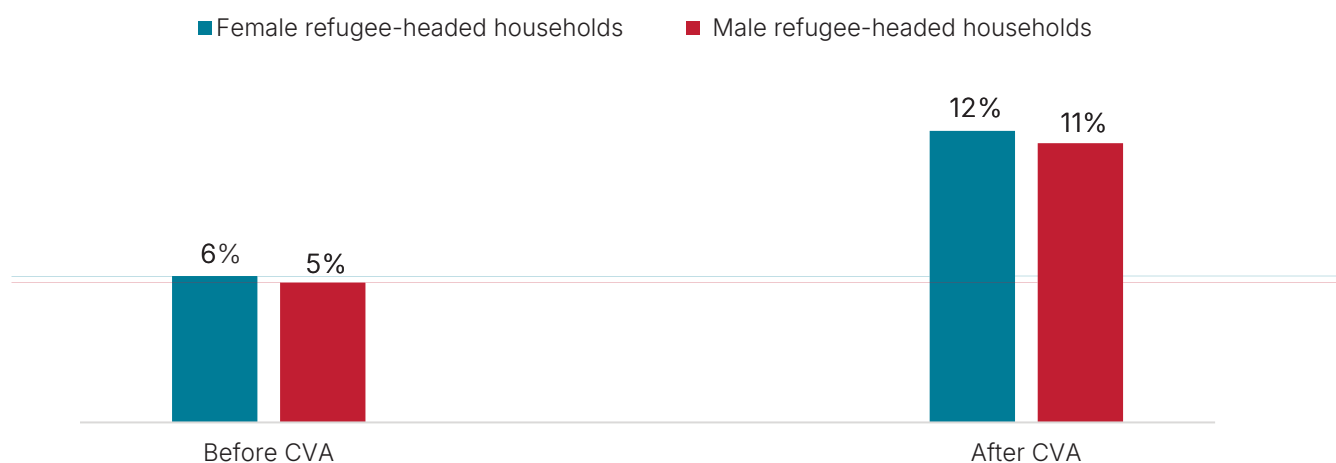 Female refugee-headed households Male refugee-headed households
12%
11%
6%
5%
Before CVA After CVA